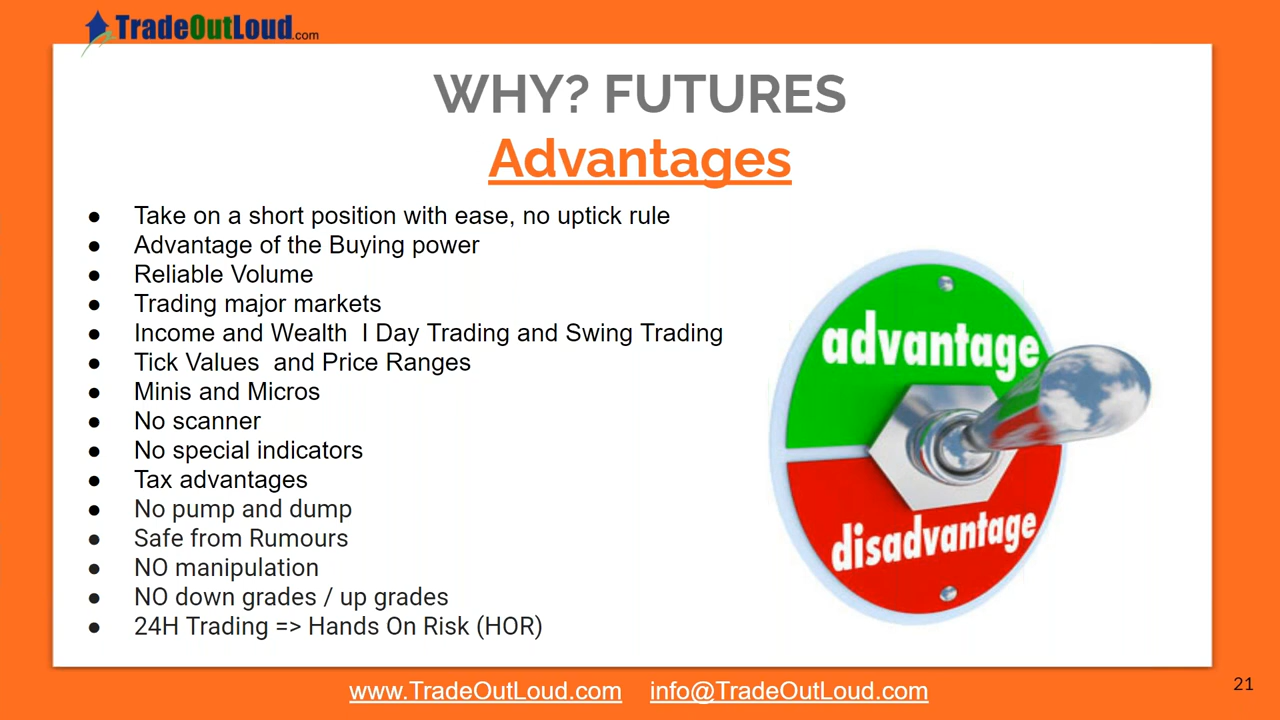 TradeOutLoud.com
WHY? FUTURES
Advantages
● Take on a short position with ease, no uptick rule
● Advantage of the Buying power
● Reliable Volume
● Trading major markets
● Income and Wealth I Day Trading and Swing Trading
● Tick Values and Price Ranges
● Minis and Micros
● No scanner
● No special indicators
● Tax advantages
● No pump and dump
● Safe from Rumours
● NO manipulation
● NO down grades / up grades
● 24H Trading => Hands On Risk (HOR)
advantage
disadvantage
www.TradeOutLoud.com info@TradeOutLoud.com
21